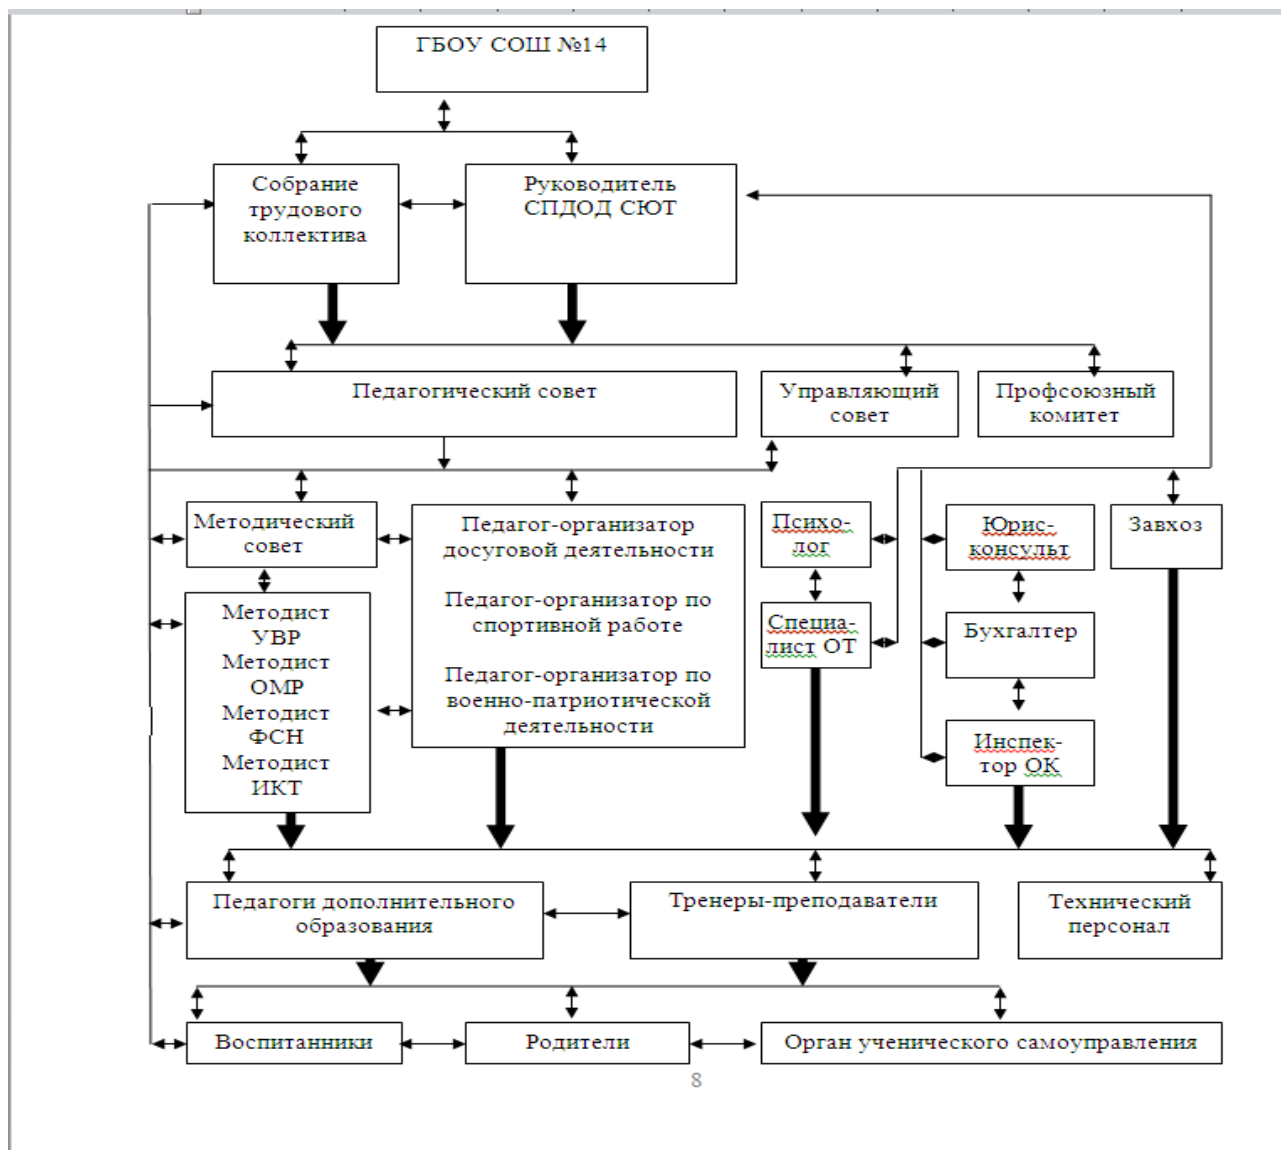 ГБОУ СОШ №14
Собрание
трудового
коллектива
Руководитель
СПДОД СЮТ
Педагогический совет
Управляющий
совет
Профсоюзный
комитет
Методический
совет
Педагог-организатор
досуговой деятельности
Педагог-организатор по
спортивной работе
Педагог-организатор по
военно-патриотической
деятельности
Психо-
лог
Юрис-
консульт
Завхоз
Методист
УВР
Методист
ОМР
Методист
ФСН
Методист
ИКТ
Специа-
лист ОТ
Бухгалтер
Инспек-
тор ОК
Педагоги дополнительного
образования
Тренеры-преподаватели
Технический
персонал
Воспитанники
Родители
Орган ученического самоуправления
8